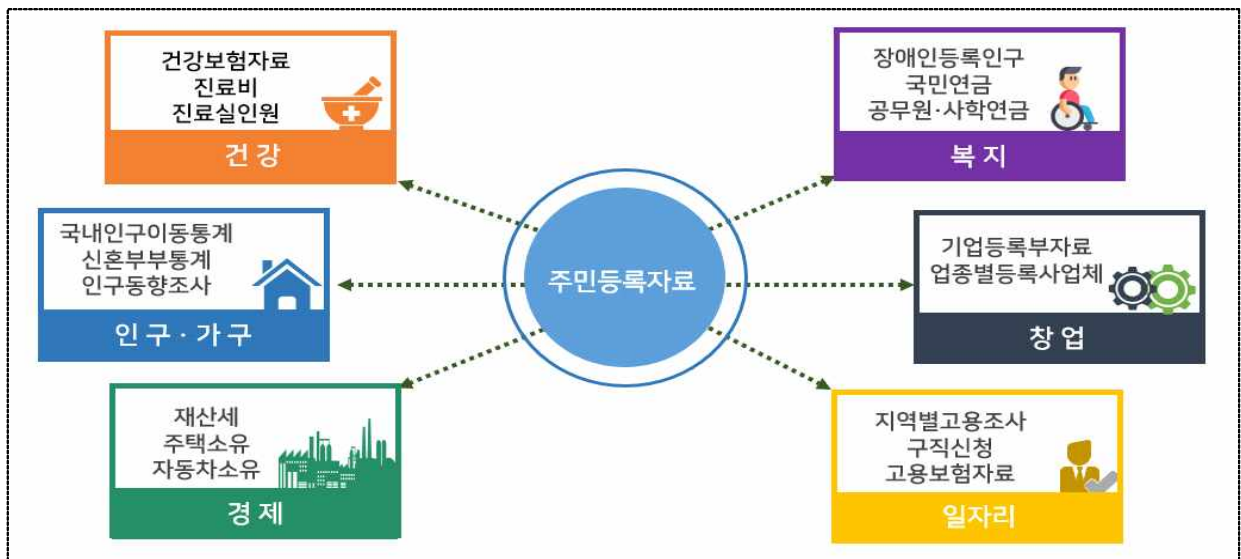 건강보험자료
진료비
진료실인원
건 강
장애인등록인구
국민연금
공무원·사학연금
복 지
국내인구이동통계
신혼부부통계
인구동향조사
인 구 · 가 구
주민등록자료
기업등록부자료
업종별등록사업체
창 업
재산세
주택소유
자동차소유
경 제
지역별고용조사
구직신청
고용보험자료
일자리